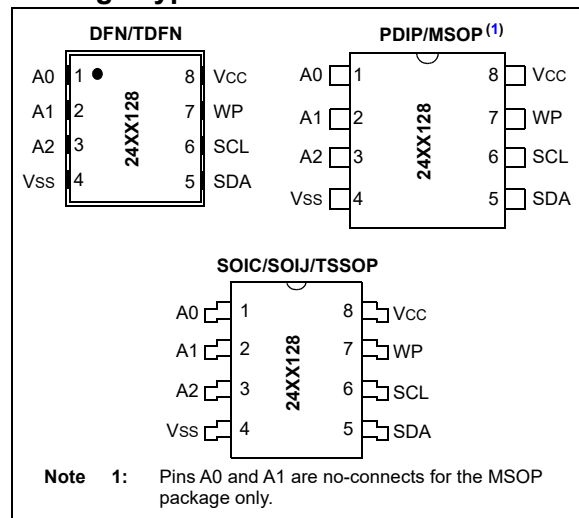 DFN/TDFN
A0 1 8 VCC
A1 2 7 WP
A2 3 6 SCL
VSS 4 5 SDA
24XX128
PDIP/MSOP (1)
A0 1 8 VCC
A1 2 7 WP
A2 3 6 SCL
VSS 4 5 SDA
24XX128
SOIC/SOIJ/TSSOP
A0 1 8 VCC
A1 2 7 WP
A2 3 6 SCL
VSS 4 5 SDA
24XX128
Note 1: Pins A0 and A1 are no-connects for the MSOP
package only.